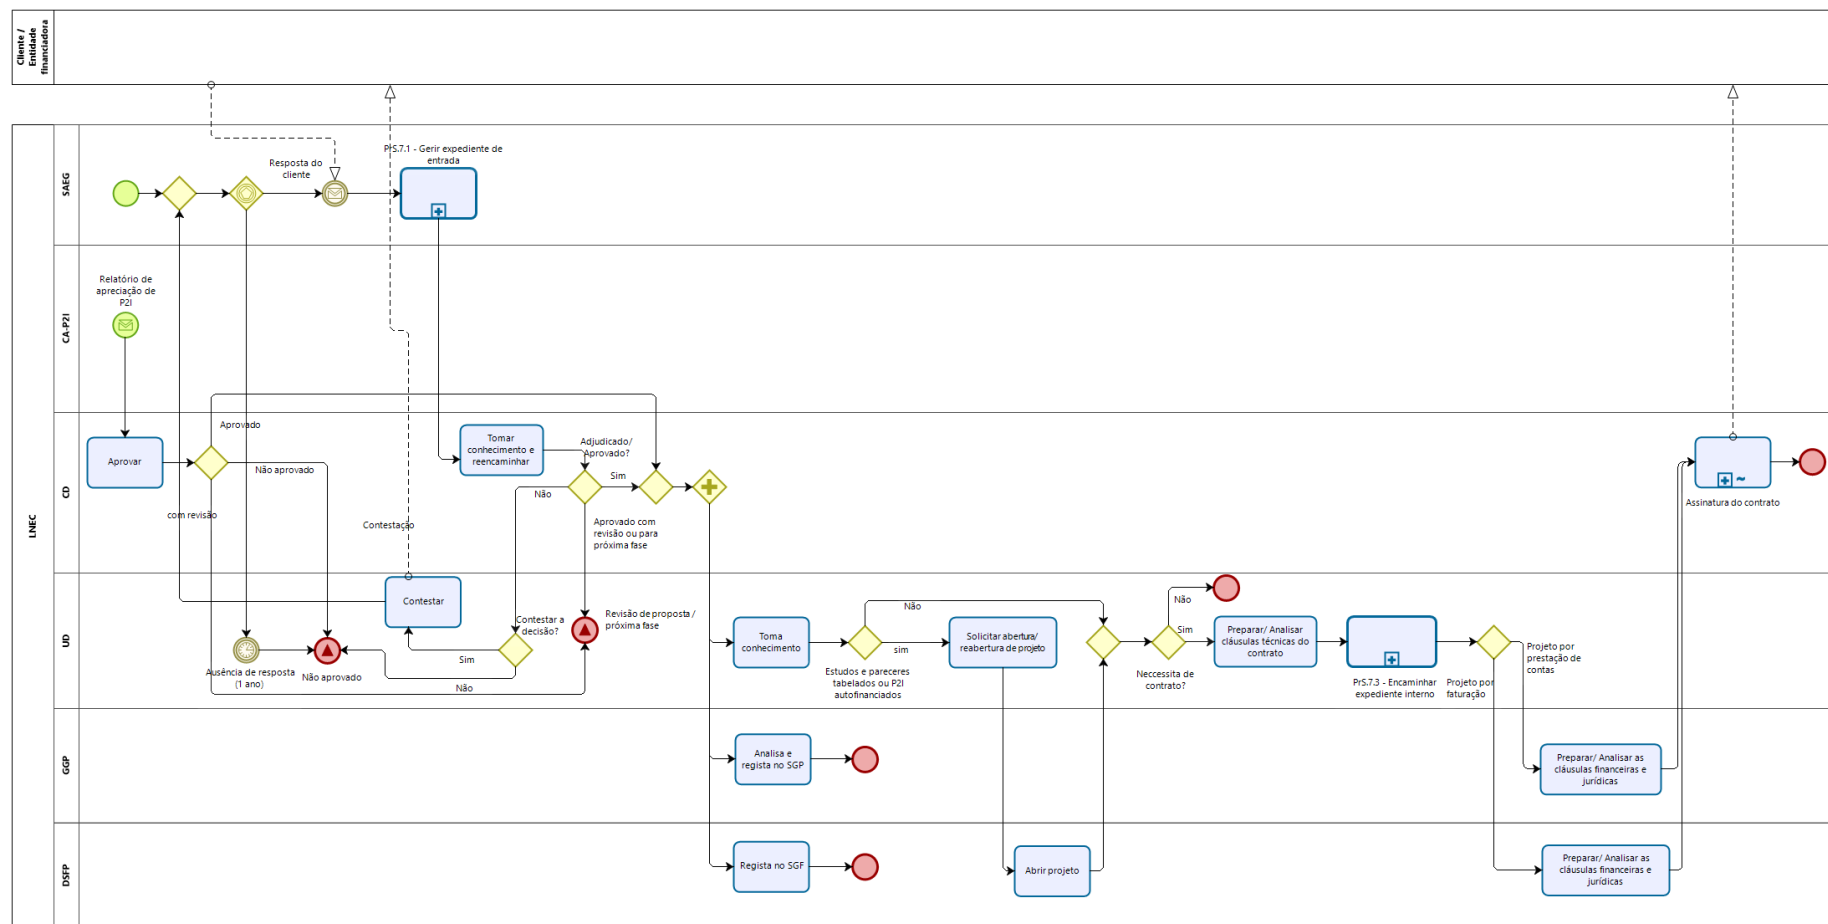 Cliente /
Entidade
financiadora
LNEC
SAEG
Resposta do
cliente
PrS.7.1 - Gerir expediente de
entrada
CA-P2I
Relatório de
apreciação de
P2I
CD
Aprovar
Aprovado
Não aprovado
com revisão
Contestação
Tomar
conhecimento e
reencaminhar
Adjudicado/
Aprovado?
Sim
Não
Aprovado com
revisão ou para
próxima fase
Assinatura do contrato
UD
Ausência de resposta
(1 ano)
Não aprovado
Contestar
Sim
Contestar a
decisão?
Não
Revisão de proposta/
próxima fase
Toma
conhecimento
Não
sim
Estudos e pareceres
tabelados ou P2I
autofinanciados
Solicitar abertura/
reabertura de projeto
Não
Sim
Neccessita de
contrato?
Preparar/ Analisar
cláusulas técnicas do
contrato
PrS.7.3 - Encaminhar
expediente interno
Projeto por
faturação
Projeto por
prestação de
contas
GGP
Analisa e
regista no SGP
Preparar/ Analisar as
cláusulas financeiras e
jurídicas
DSFP
Regista no SGF
Abrir projeto
Preparar/ Analisar as
cláusulas financeiras e
jurídicas